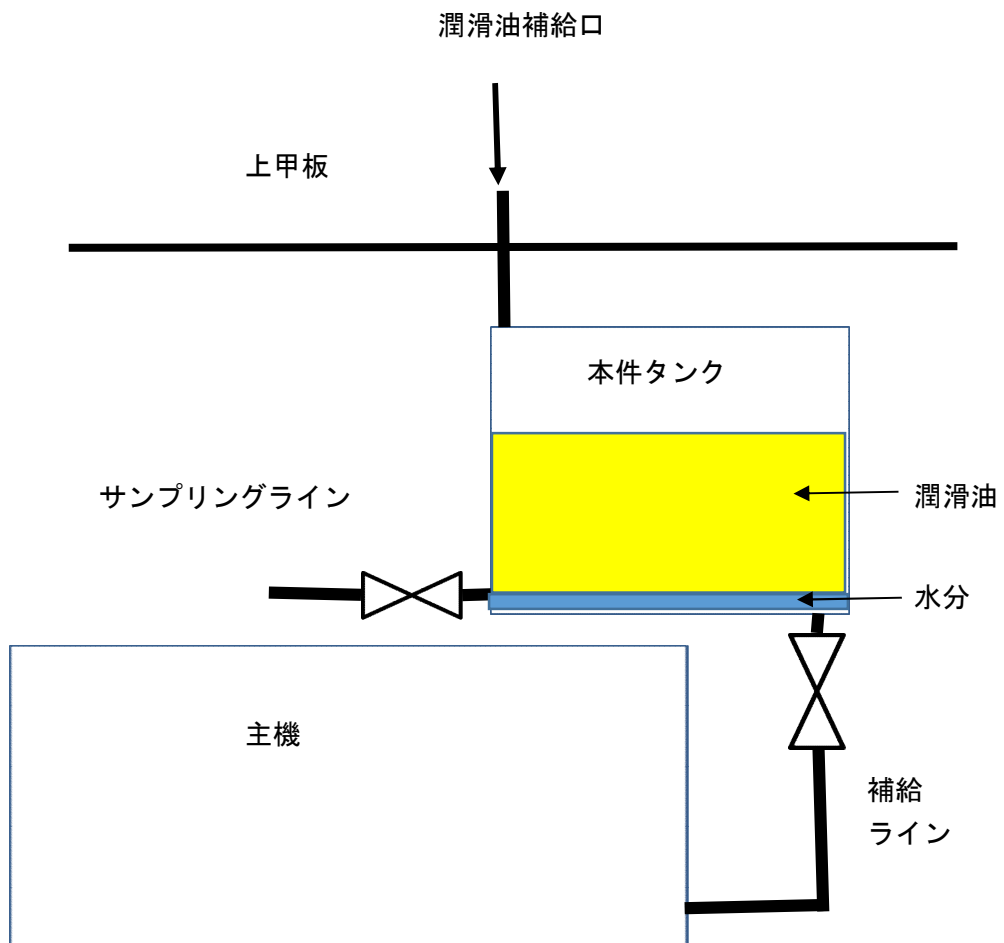 潤滑油補給口
上甲板
本件タンク
サンプリングライン
潤滑油
水分
主機
補給
ライン